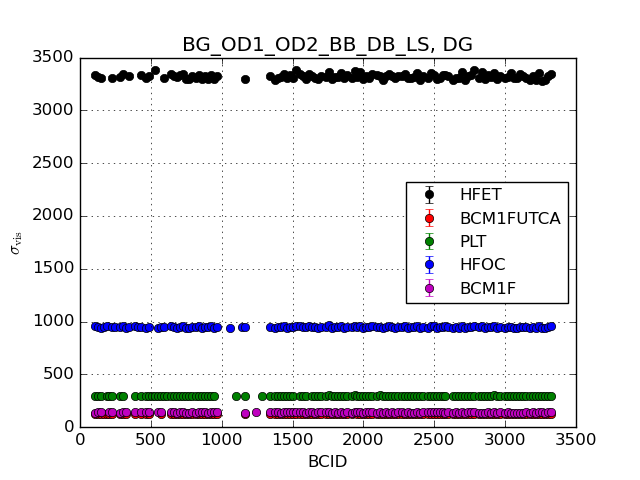 BG_OD1_OD2_BB_DB_LS, DG
3500
3000
2500
2000
1500
1000
500
0
σvis
HFET
BCM1FUTCA
PLT
HFOC
BCM1F
0 500 1000 1500 2000 2500 3000 3500
BCID